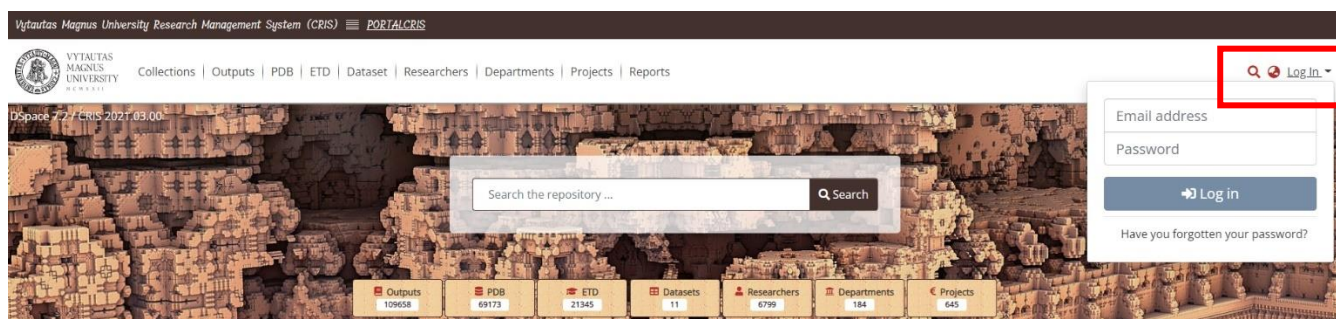 Vytautas Magnus University Research Management System (CRIS) PORTALCRIS
VYTAUTAS
MAGNUS
UNIVERSITY
MCMXXII
Collections | Outputs | PDB | ETD | Dataset | Researchers | Departments | Projects | Reports
Log In
DSpace 7.2 / CRIS 2021.03.00
Email address
Password
Log in
Have you forgotten your password?
Search the repository ...
Search
Outputs
109658
PDB
69173
ETD
21345
Datasets
11
Researchers
6799
Departments
184
Projects
645